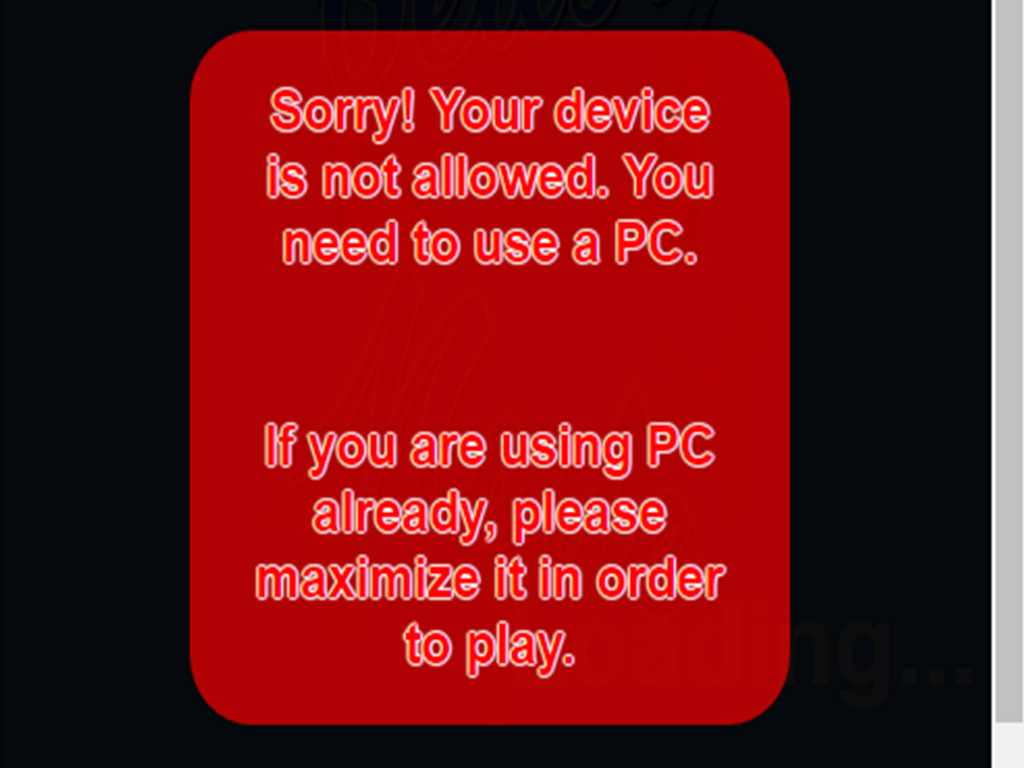 Sorry! Your device
is not allowed. You
need to use a PC.
If you are using PC
already, please
maximize it in order
to play.
Loading...